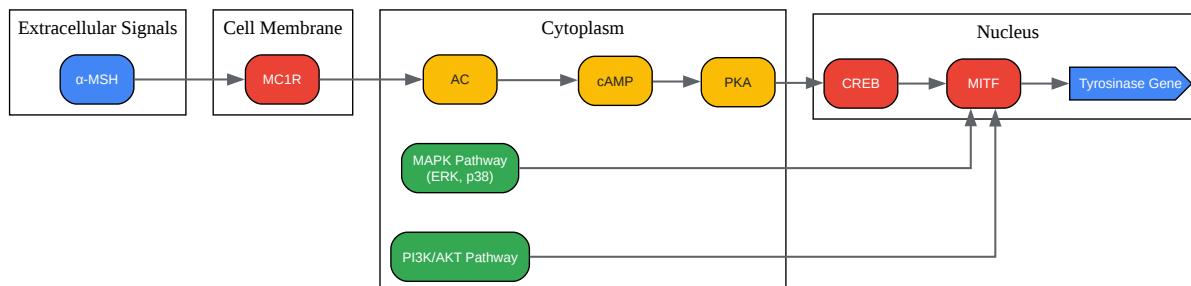 Extracellular Signals
Cell Membrane
Cytoplasm
Nucleus
α-MSH
MC1R
AC
cAMP
PKA
CREB
MITF
Tyrosinase Gene
MAPK Pathway
(ERK, p38)
PI3K/AKT Pathway